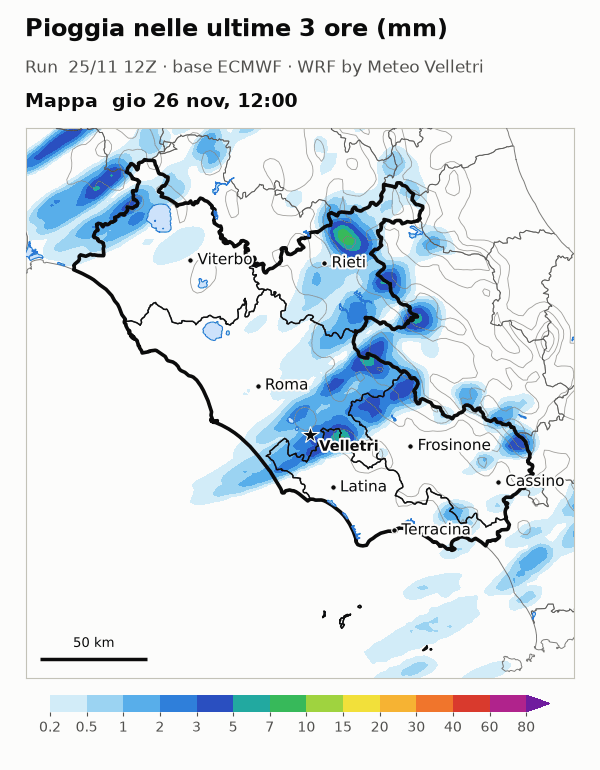 Pioggia nelle ultime 3 ore (mm)
Run  25/11 12Z · base ECMWF · WRF by Meteo Velletri
Mappa  gio 26 nov, 12:00
Viterbo
Rieti
Roma
Velletri
Frosinone
Latina
Cassino
Terracina
50 km
0.2 0.5 1 2 3 5 7 10 15 20 30 40 60 80